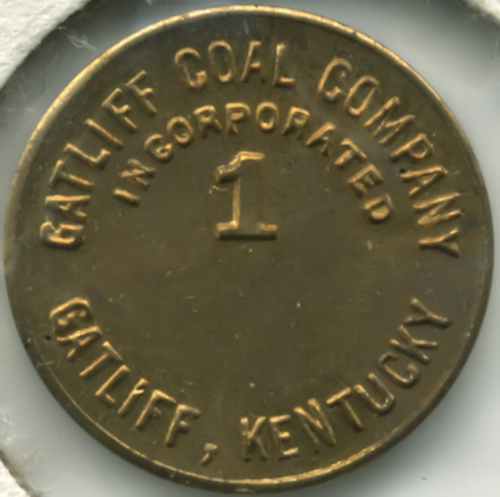 GATLIFF COAL COMPANY
INCORPORATED
1
GATLIFF, KENTUCKY